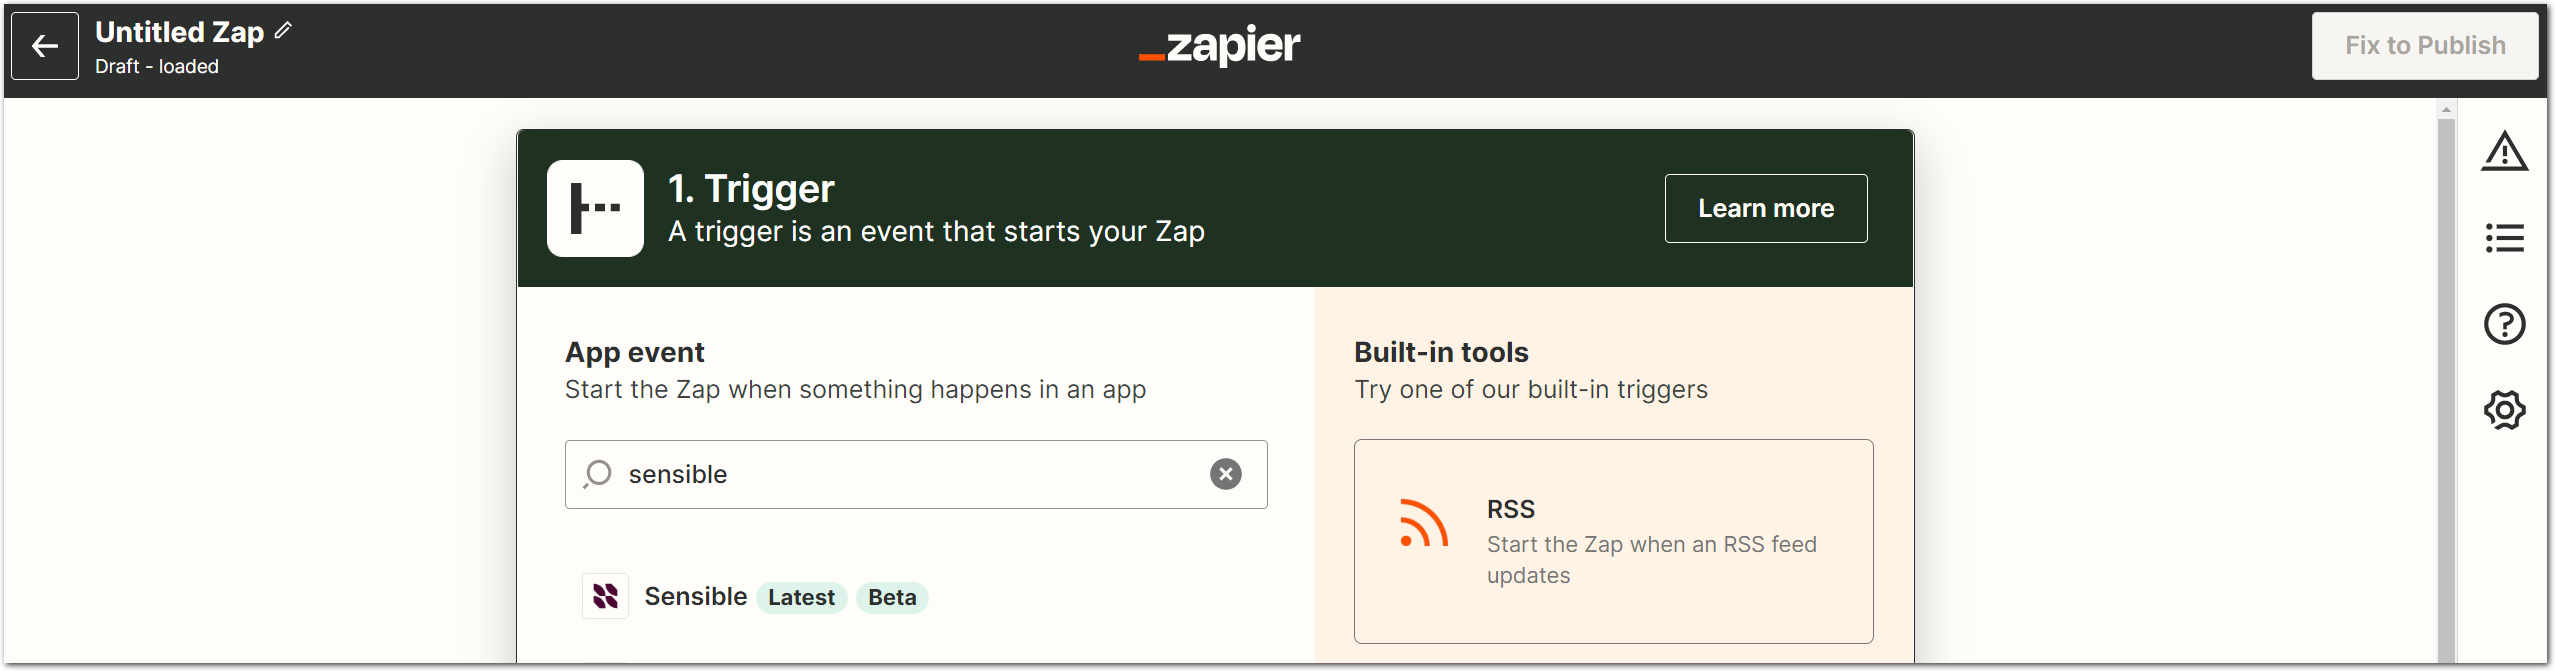 Untitled Zap
Draft - loaded
zapier
Fix to Publish
1. Trigger
A trigger is an event that starts your Zap
Learn more
App event
Start the Zap when something happens in an app
sensible
Sensible Latest Beta
Built-in tools
Try one of our built-in triggers
RSS
Start the Zap when an RSS feed
updates